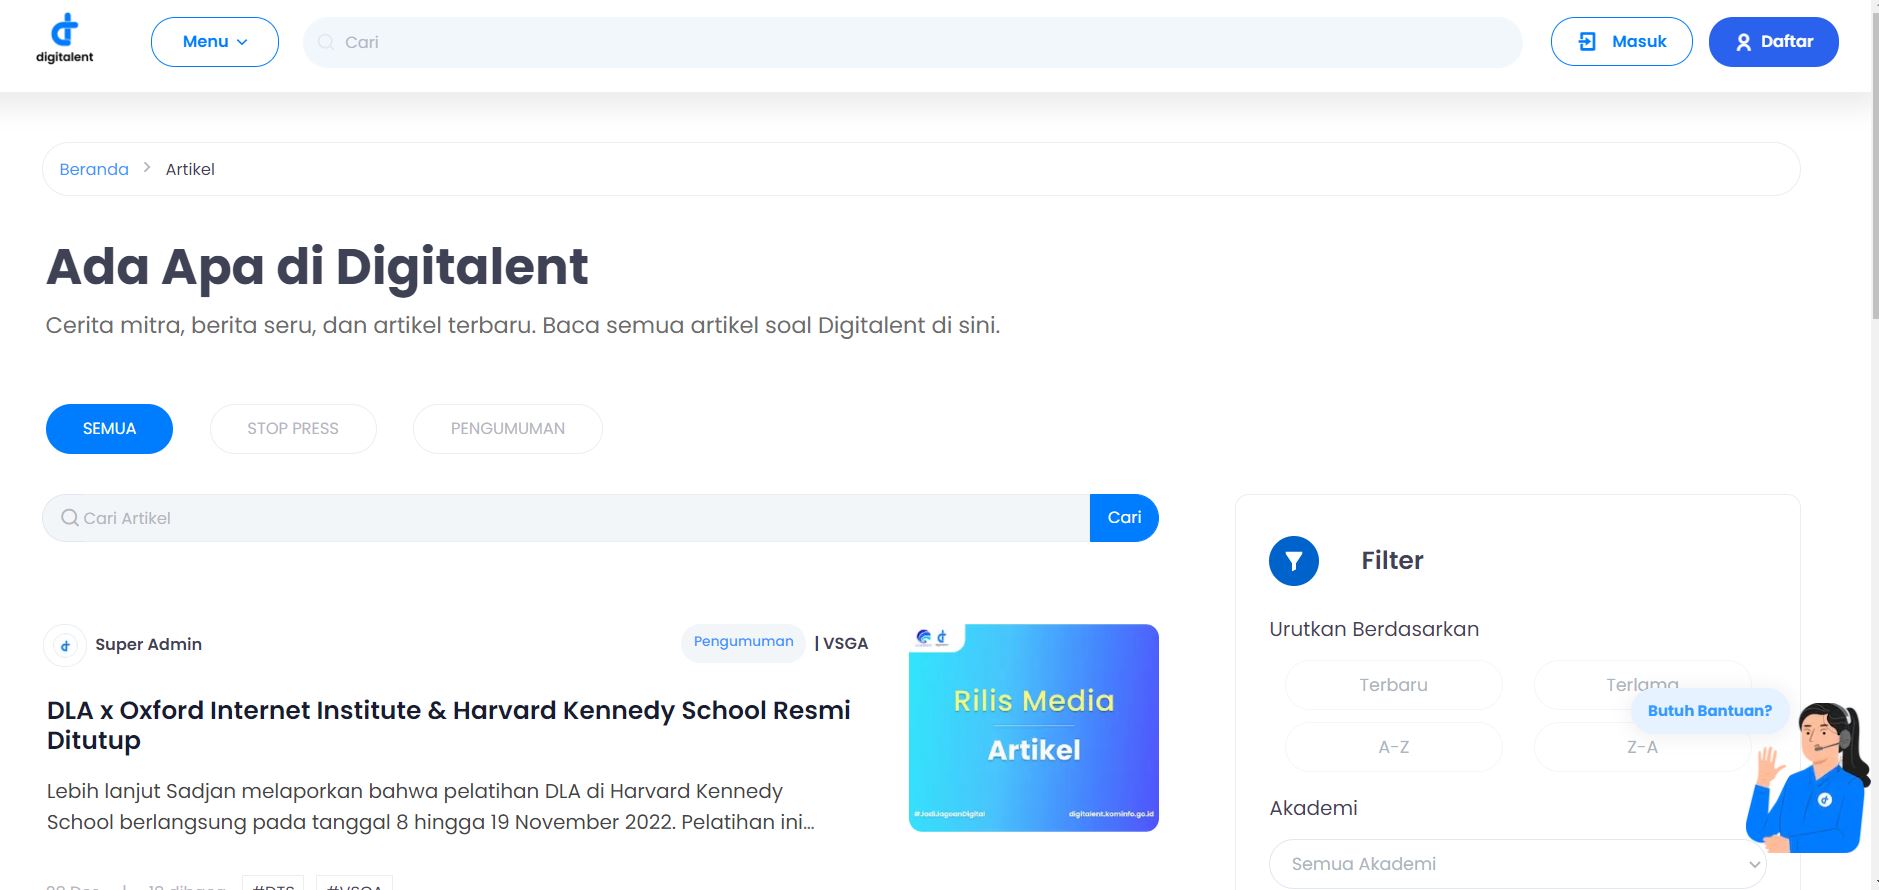 digitalent
Menu
Cari
Masuk
Daftar
Beranda > Artikel
Ada Apa di Digitalent
Cerita mitra, berita seru, dan artikel terbaru. Baca semua artikel soal Digitalent di sini.
SEMUA
STOP PRESS
PENGUMUMAN
Cari Artikel
Cari
Super Admin
Pengumuman
| VSGA
DLA x Oxford Internet Institute & Harvard Kennedy School Resmi
Ditutup
Lebih lanjut Sadjan melaporkan bahwa pelatihan DLA di Harvard Kennedy
School berlangsung pada tanggal 8 hingga 19 November 2022. Pelatihan ini...
#DTS
#VSGA
Rilis Media
Artikel
#JadiJagoanDigital
digitalent.kominfo.go.id
Filter
Urutkan Berdasarkan
Terbaru
Terlama
A-Z
Z-A
Butuh Bantuan?
Akademi
Semua Akademi